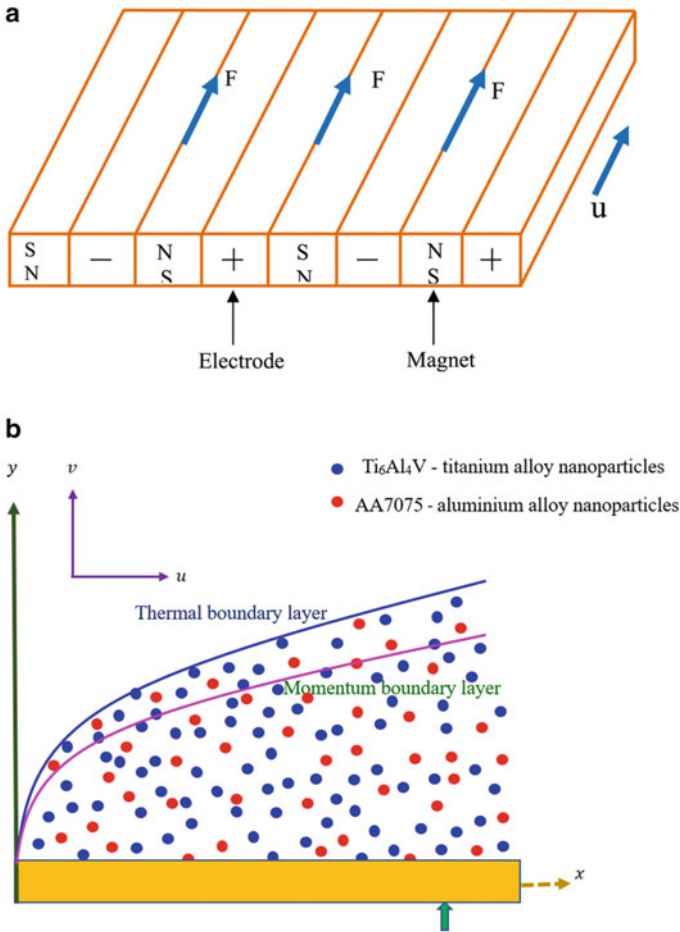 a
F F F
u
S − N + S − N +
N S N S
Electrode Magnet
b
y v
Ti₆Al₄V - titanium alloy nanoparticles
AA7075 - aluminium alloy nanoparticles
u
Thermal boundary layer
Momentum boundary layer
x